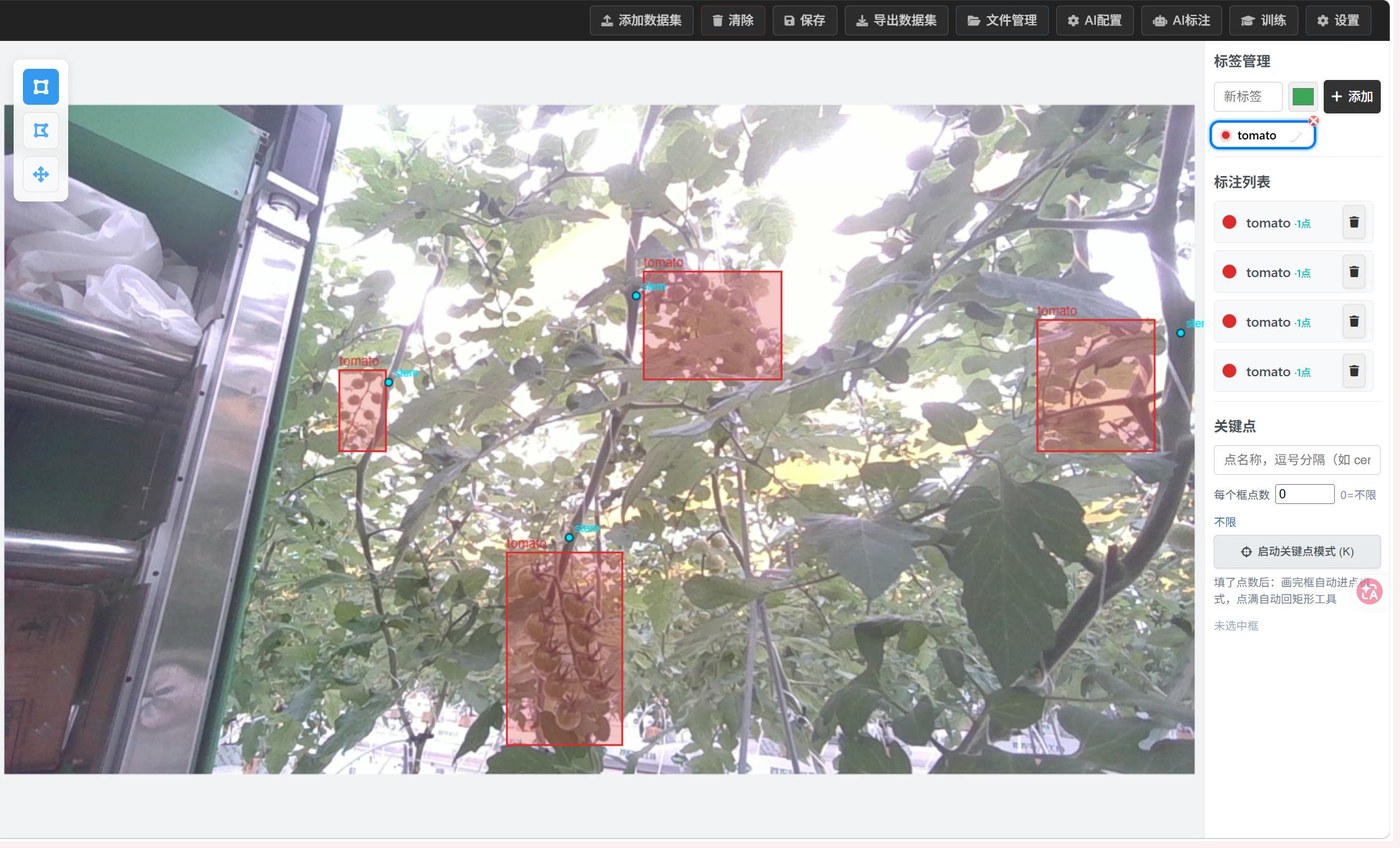 添加数据集 清除 保存 导出数据集 文件管理 AI配置 AI标注 训练 设置
标签管理
新标签 + 添加
tomato
标注列表
tomato ·1点
tomato ·1点
tomato ·1点
tomato ·1点
关键点
点名称，逗号分隔（如 cer
每个框点数 0 0=不限
不限
启动关键点模式 (K)
填了点数后：画完框自动进点
式，点满自动回矩形工具
未选中框
tomato
stem
tomato
ster
tomato
stem
stem
tomato